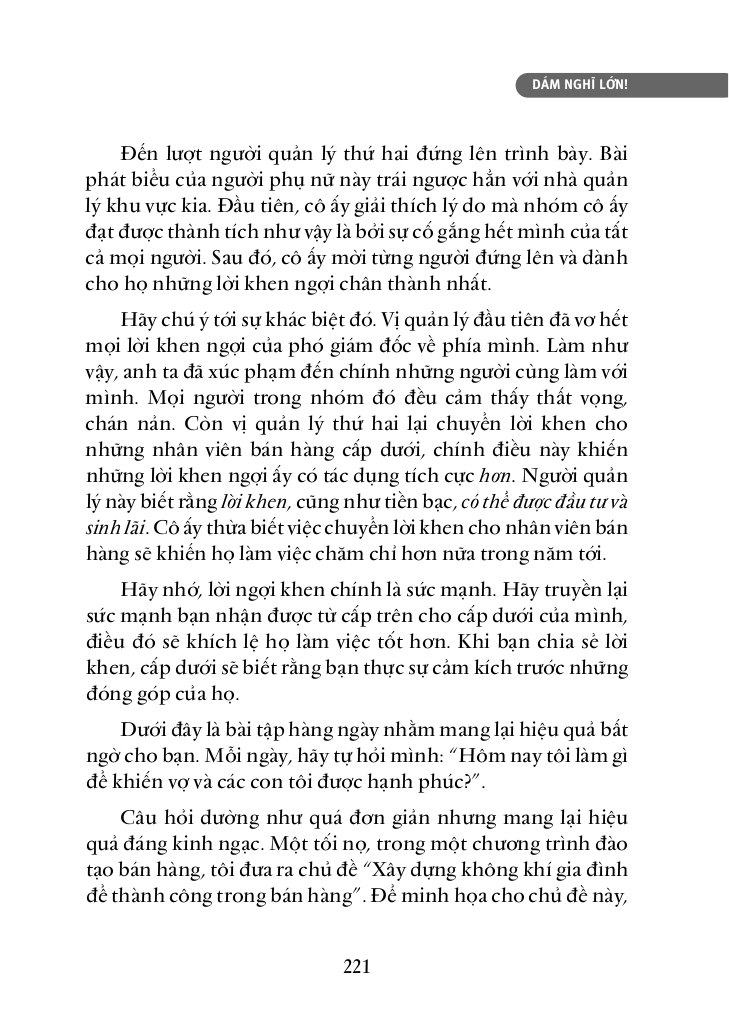 DÁM NGHĨ LỚN!
Đến lượt người quản lý thứ hai đứng lên trình bày. Bài
phát biểu của người phụ nữ này trái ngược hẳn với nhà quản
lý khu vực kia. Đầu tiên, cô ấy giải thích lý do mà nhóm cô ấy
đạt được thành tích như vậy là bởi sự cố gắng hết mình của tất
cả mọi người. Sau đó, cô ấy mời từng người đứng lên và dành
cho họ những lời khen ngợi chân thành nhất.
Hãy chú ý tới sự khác biệt đó. Vị quản lý đầu tiên đã vơ hết
mọi lời khen ngợi của phó giám đốc về phía mình. Làm như
vậy, anh ta đã xúc phạm đến chính những người cùng làm với
mình. Mọi người trong nhóm đó đều cảm thấy thất vọng,
chán nản. Còn vị quản lý thứ hai lại chuyển lời khen cho
những nhân viên bán hàng cấp dưới, chính điều này khiến
những lời khen ngợi ấy có tác dụng tích cực hơn. Người quản
lý này biết rằng lời khen, cũng như tiền bạc, có thể được đầu tư và
sinh lãi. Cô ấy thừa biết việc chuyển lời khen cho nhân viên bán
hàng sẽ khiến họ làm việc chăm chỉ hơn nữa trong năm tới.
Hãy nhớ, lời ngợi khen chính là sức mạnh. Hãy truyền lại
sức mạnh bạn nhận được từ cấp trên cho cấp dưới của mình,
điều đó sẽ khích lệ họ làm việc tốt hơn. Khi bạn chia sẻ lời
khen, cấp dưới sẽ biết rằng bạn thực sự cảm kích trước những
đóng góp của họ.
Dưới đây là bài tập hàng ngày nhằm mang lại hiệu quả bất
ngờ cho bạn. Mỗi ngày, hãy tự hỏi mình: “Hôm nay tôi làm gì
để khiến vợ và các con tôi được hạnh phúc?”.
Câu hỏi dường như quá đơn giản nhưng mang lại hiệu
quả đáng kinh ngạc. Một tối nọ, trong một chương trình đào
tạo bán hàng, tôi đưa ra chủ đề “Xây dựng không khí gia đình
để thành công trong bán hàng”. Để minh họa cho chủ đề này,
221